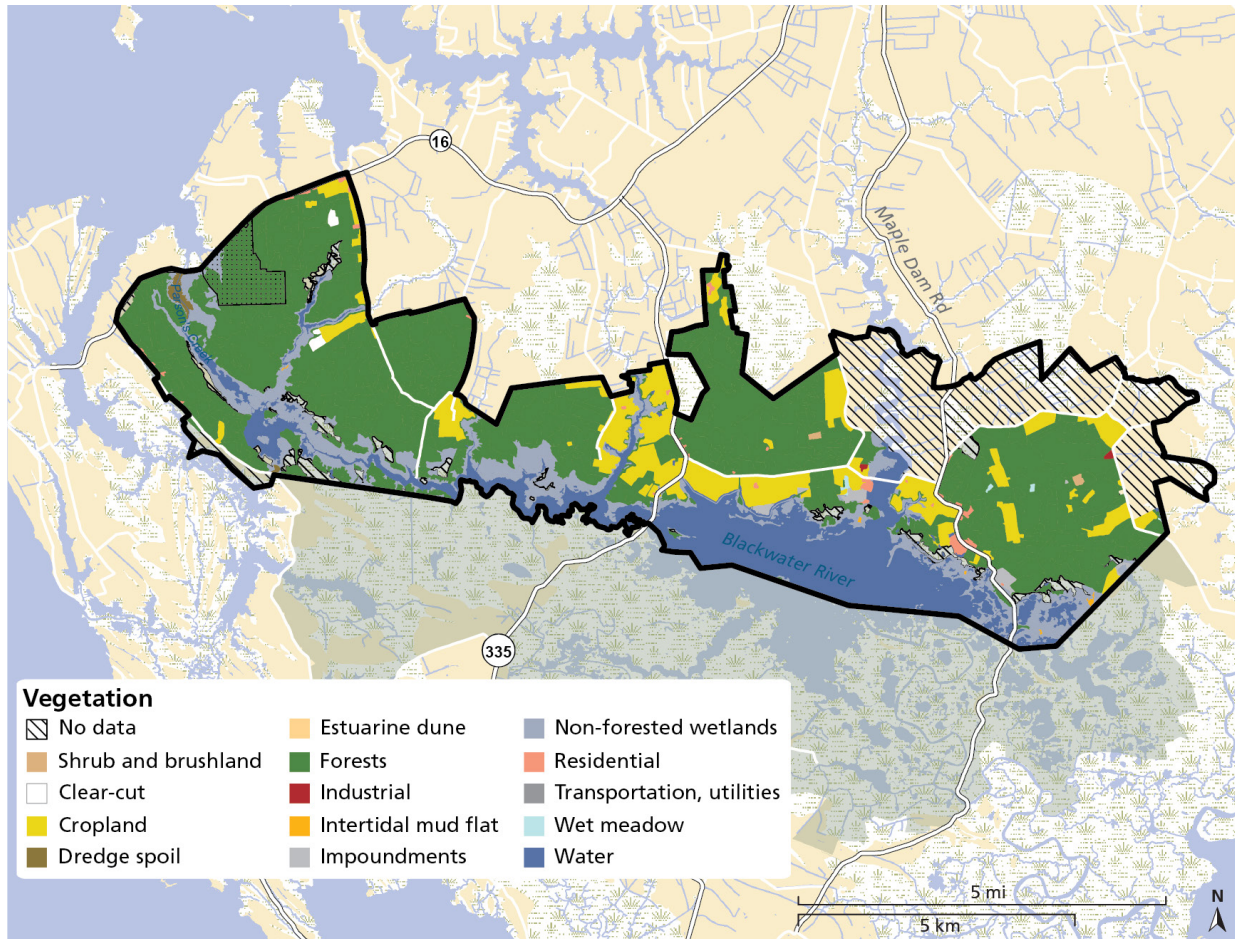 16
Maple Dam Rd
Parson's Creek
Blackwater River
335
Vegetation
No data
Shrub and brushland
Clear-cut
Cropland
Dredge spoil
Estuarine dune
Forests
Industrial
Intertidal mud flat
Impoundments
Non-forested wetlands
Residential
Transportation, utilities
Wet meadow
Water
5 mi
5 km
N